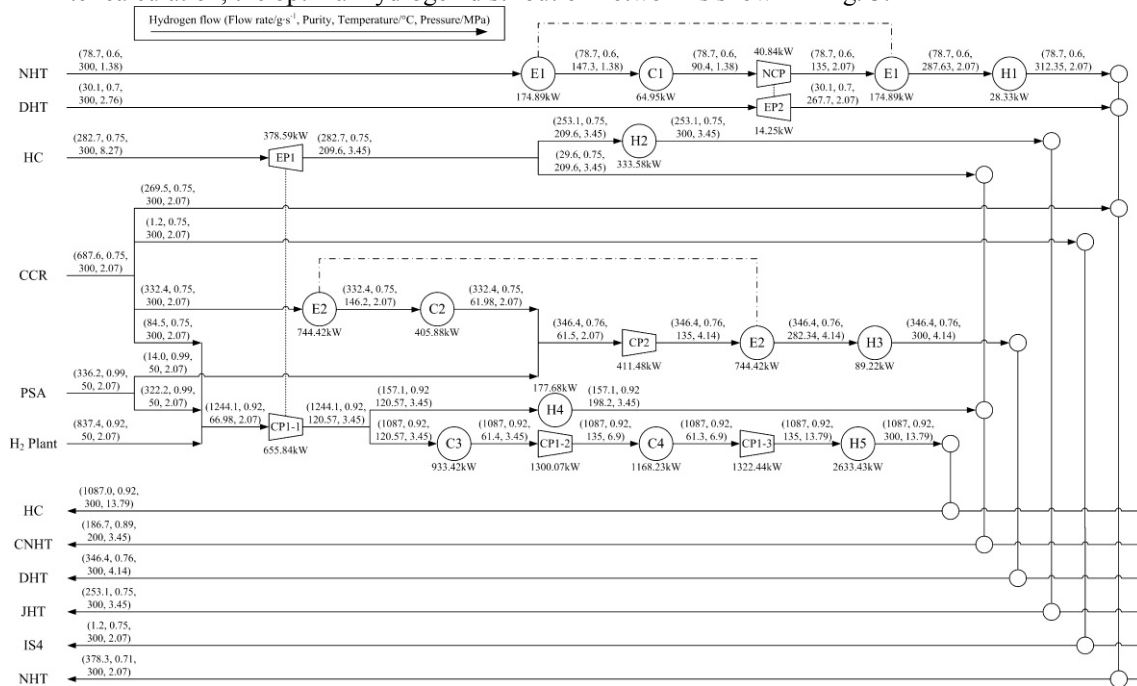 calculation, the optimal hydrogen distribution network is shown in Fig.
Hydrogen flow (Flow rate/g·s⁻¹, Purity, Temperature/°C, Pressure/MPa)
NHT
(78.7, 0.6,
300, 1.38)
E1
174.89kW
(78.7, 0.6,
147.3, 1.38)
C1
64.95kW
(78.7, 0.6,
90.4, 1.38)
40.84kW
NCP
(78.7, 0.6,
135, 2.07)
E1
174.89kW
(78.7, 0.6,
287.63, 2.07)
H1
28.33kW
(78.7, 0.6,
312.35, 2.07)
DHT
(30.1, 0.7,
300, 2.76)
EP2
14.25kW
(30.1, 0.7,
267.7, 2.07)
HC
(282.7, 0.75,
300, 8.27)
378.59kW
EP1
(282.7, 0.75,
209.6, 3.45)
(253.1, 0.75,
209.6, 3.45)
H2
333.58kW
(253.1, 0.75,
300, 3.45)
(29.6, 0.75,
209.6, 3.45)
CCR
(687.6, 0.75,
300, 2.07)
(269.5, 0.75,
300, 2.07)
(1.2, 0.75,
300, 2.07)
(332.4, 0.75,
300, 2.07)
E2
744.42kW
(332.4, 0.75,
146.2, 2.07)
C2
405.88kW
(332.4, 0.75,
61.98, 2.07)
(84.5, 0.75,
300, 2.07)
(346.4, 0.76,
61.5, 2.07)
CP2
411.48kW
(346.4, 0.76,
135, 4.14)
E2
744.42kW
(346.4, 0.76,
282.34, 4.14)
H3
89.22kW
(346.4, 0.76,
300, 4.14)
PSA
(336.2, 0.99,
50, 2.07)
(14.0, 0.99,
50, 2.07)
(322.2, 0.99,
50, 2.07)
H₂ Plant
(837.4, 0.92,
50, 2.07)
(1244.1, 0.92,
66.98, 2.07)
CP1-1
655.84kW
(1244.1, 0.92,
120.57, 3.45)
(157.1, 0.92
120.57, 3.45)
177.68kW
H4
(157.1, 0.92
198.2, 3.45)
(1087, 0.92,
120.57, 3.45)
C3
933.42kW
(1087, 0.92,
61.4, 3.45)
CP1-2
1300.07kW
(1087, 0.92,
135, 6.9)
C4
1168.23kW
(1087, 0.92,
61.3, 6.9)
CP1-3
1322.44kW
(1087, 0.92,
135, 13.79)
H5
2633.43kW
(1087, 0.92,
300, 13.79)
HC
(1087.0, 0.92,
300, 13.79)
CNHT
(186.7, 0.89,
200, 3.45)
DHT
(346.4, 0.76,
300, 4.14)
JHT
(253.1, 0.75,
300, 3.45)
IS4
(1.2, 0.75,
300, 2.07)
NHT
(378.3, 0.71,
300, 2.07)